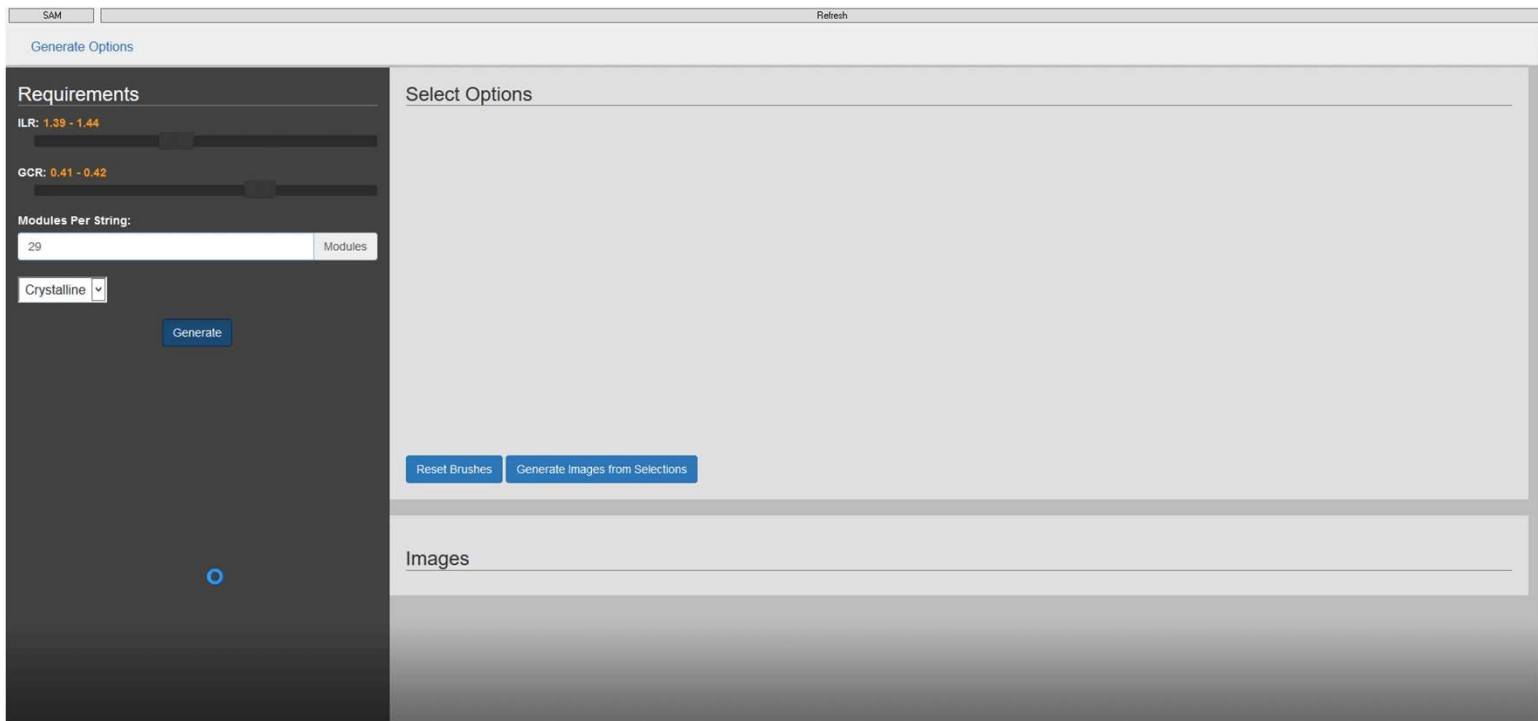 SAM
Refresh
Generate Options
Requirements
ILR: 1.39 - 1.44
GCR: 0.41 - 0.42
Modules Per String:
29 Modules
Crystalline
Generate
Select Options
Reset Brushes Generate Images from Selections
Images